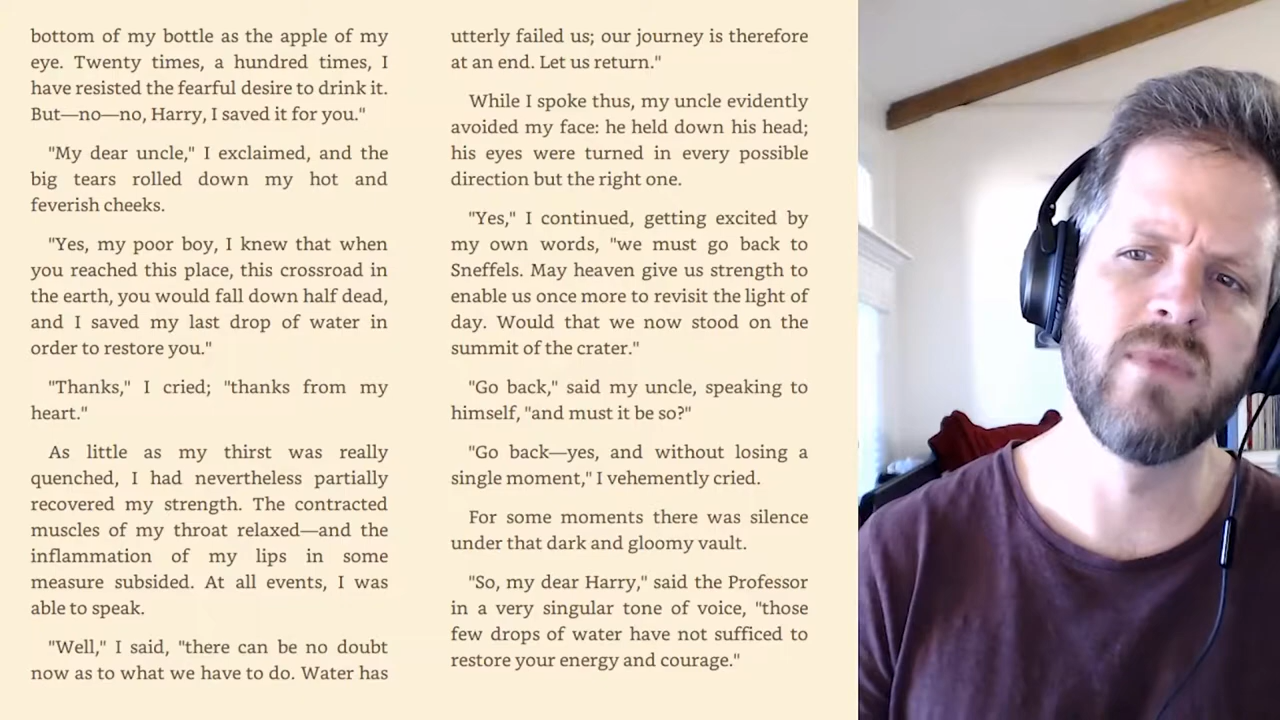 bottom of my bottle as the apple of my
eye. Twenty times, a hundred times, I
have resisted the fearful desire to drink it.
But—no—no, Harry, I saved it for you."
"My dear uncle," I exclaimed, and the
big tears rolled down my hot and
feverish cheeks.
"Yes, my poor boy, I knew that when
you reached this place, this crossroad in
the earth, you would fall down half dead,
and I saved my last drop of water in
order to restore you."
"Thanks," I cried; "thanks from my
heart."
As little as my thirst was really
quenched, I had nevertheless partially
recovered my strength. The contracted
muscles of my throat relaxed—and the
inflammation of my lips in some
measure subsided. At all events, I was
able to speak.
"Well," I said, "there can be no doubt
now as to what we have to do. Water has
utterly failed us; our journey is therefore
at an end. Let us return."
While I spoke thus, my uncle evidently
avoided my face: he held down his head;
his eyes were turned in every possible
direction but the right one.
"Yes," I continued, getting excited by
my own words, "we must go back to
Sneffels. May heaven give us strength to
enable us once more to revisit the light of
day. Would that we now stood on the
summit of the crater."
"Go back," said my uncle, speaking to
himself, "and must it be so?"
"Go back—yes, and without losing a
single moment," I vehemently cried.
For some moments there was silence
under that dark and gloomy vault.
"So, my dear Harry," said the Professor
in a very singular tone of voice, "those
few drops of water have not sufficed to
restore your energy and courage."